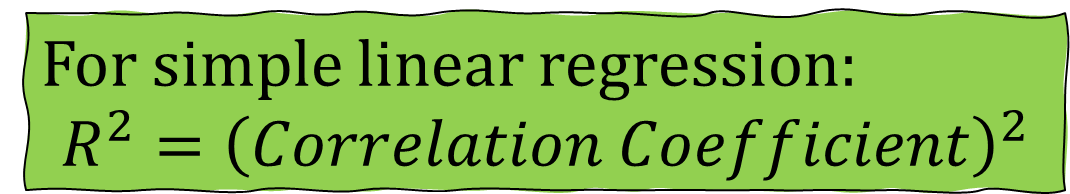 For simple linear regression:
R² = (Correlation Coefficient)²